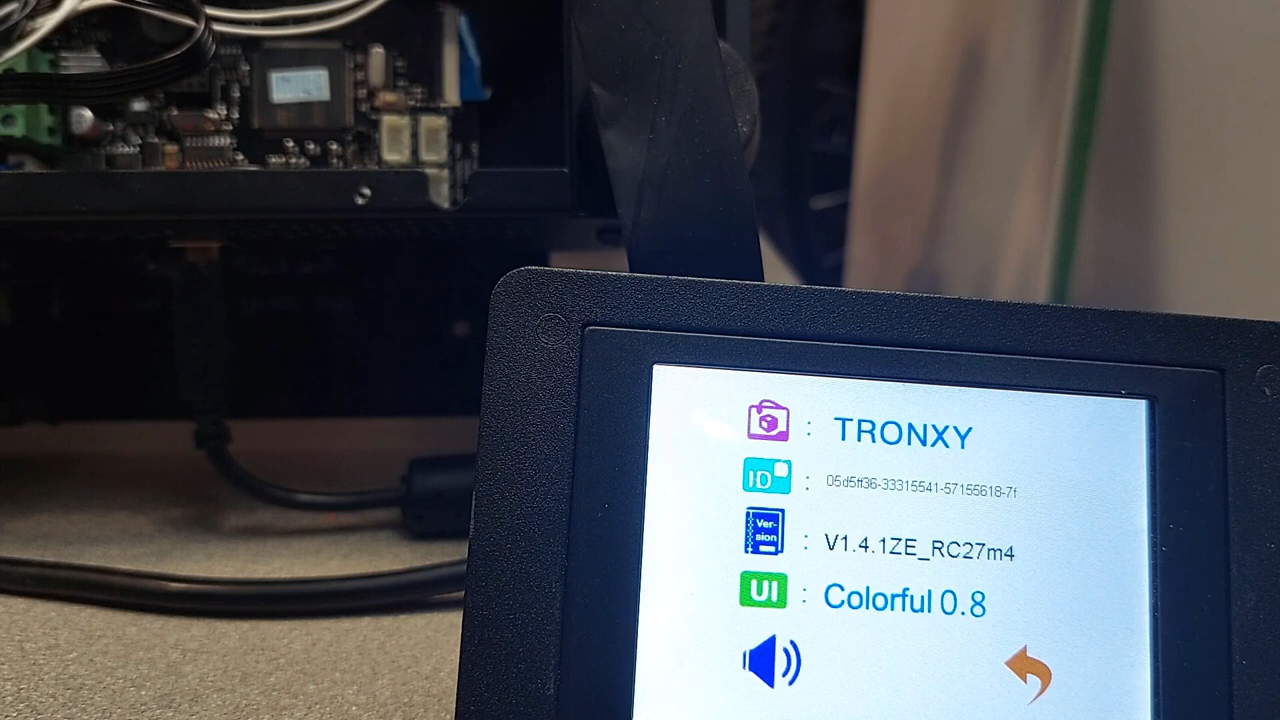 : TRONXY
ID : 05d5ff36-33315541-57155618-7f
Ver-
sion : V1.4.1ZE_RC27m4
UI : Colorful 0.8